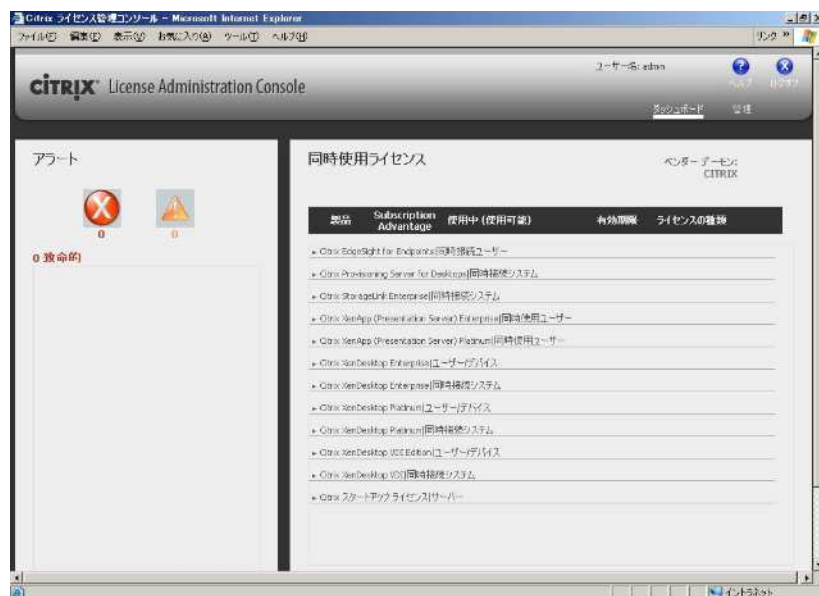 Citrix ライセンス管理コンソール - Microsoft Internet Explorer
ファイル(F) 編集(E) 表示(V) お気に入り(A) ツール(T) ヘルプ(H)
リンク »
CITRIX License Administration Console
ユーザー名: admin
ヘルプ ログオフ
ダッシュボード 管理
アラート
0 0
0 致命的
同時使用ライセンス
ベンダー デーモン:
CITRIX
製品 Subscription Advantage 使用中 (使用可能) 有効期限 ライセンスの種類
Citrix EdgeSight for Endpoints|同時接続ユーザー
Citrix Provisioning Server for Desktops|同時接続システム
Citrix StorageLink Enterprise|同時接続システム
Citrix XenApp (Presentation Server) Enterprise|同時使用ユーザー
Citrix XenApp (Presentation Server) Platinum|同時使用ユーザー
Citrix XenDesktop Enterprise|ユーザー/デバイス
Citrix XenDesktop Enterprise|同時接続システム
Citrix XenDesktop Platinum|ユーザー/デバイス
Citrix XenDesktop Platinum|同時接続システム
Citrix XenDesktop VDI Edition|ユーザー/デバイス
Citrix XenDesktop VDI|同時接続システム
Citrix スタートアップ ライセンス|サーバー
イントラネット